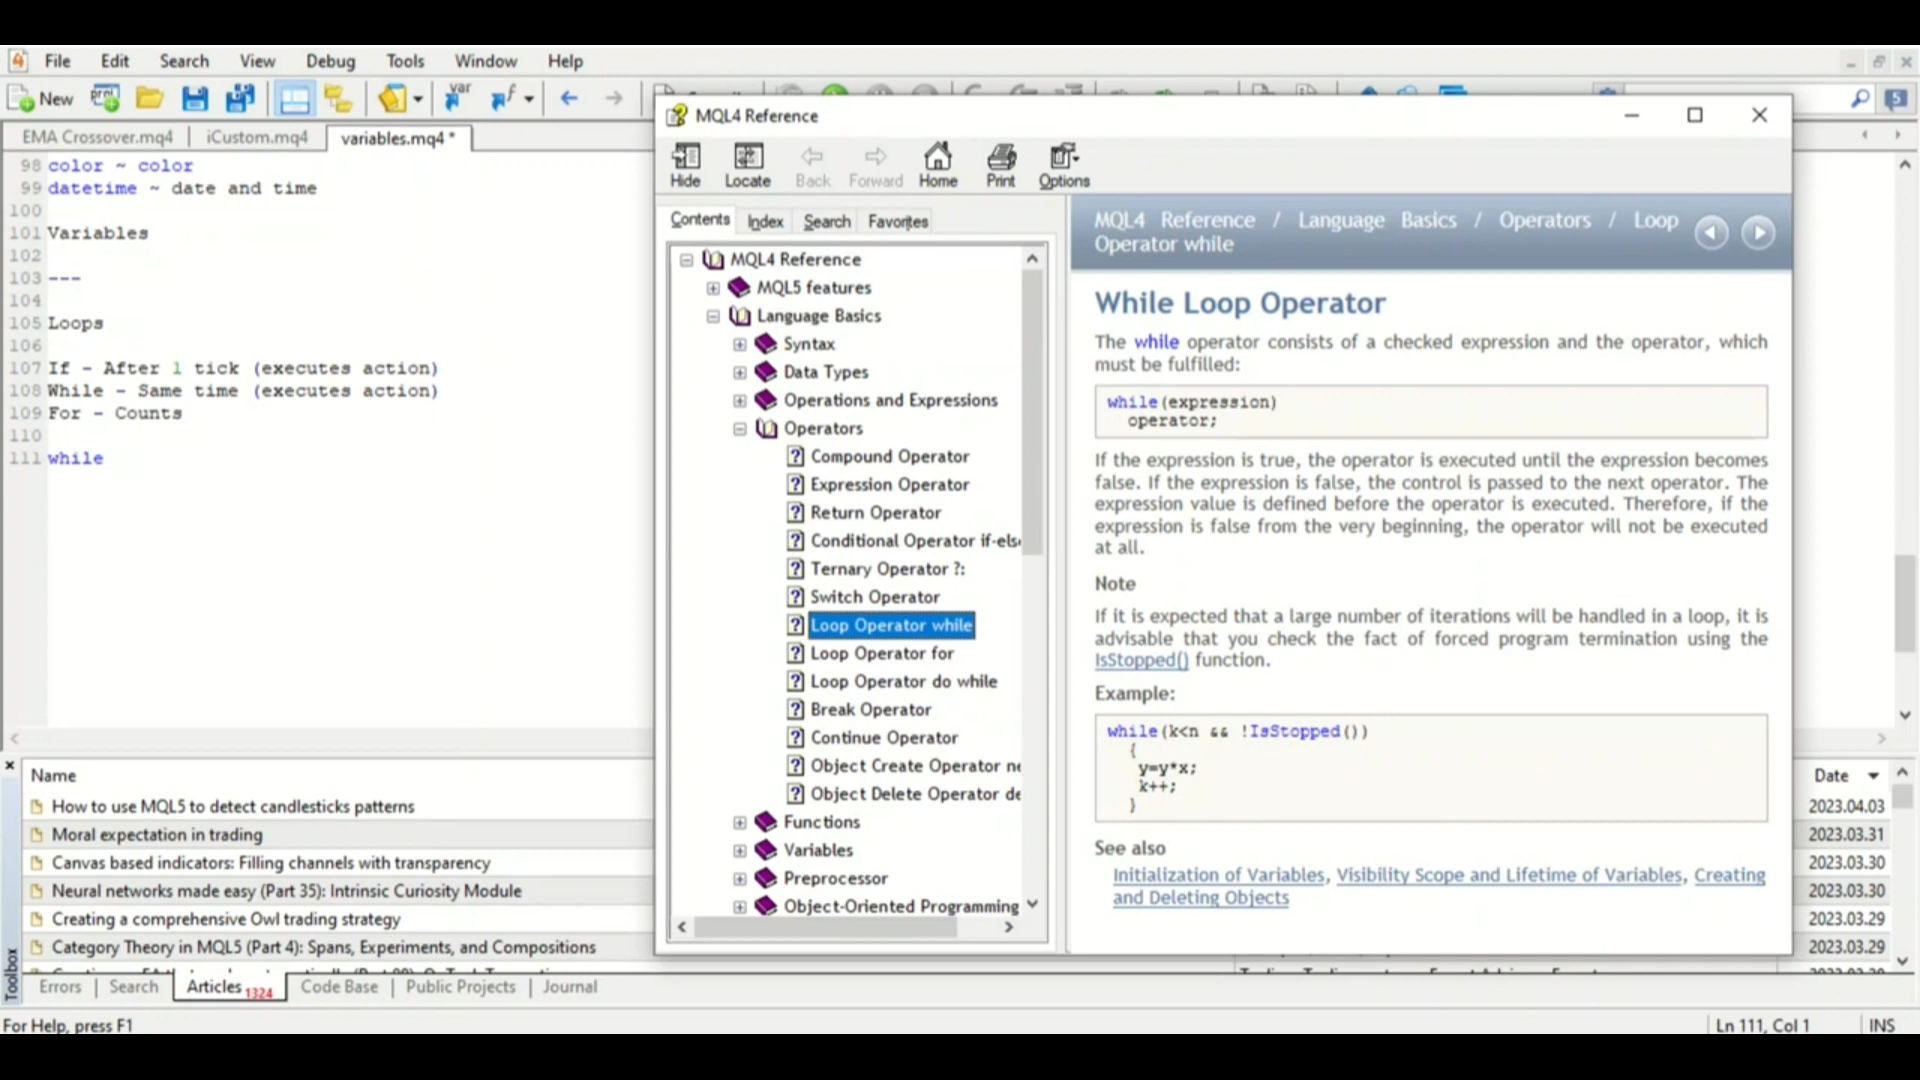 File Edit Search View Debug Tools Window Help
New
var
5
EMA Crossover.mq4 iCustom.mq4 variables.mq4 *
98 color ~ color
99 datetime ~ date and time
100
101 Variables
102
103 ---
104
105 Loops
106
107 If - After 1 tick (executes action)
108 While - Same time (executes action)
109 For - Counts
110
111 while
MQL4 Reference
Hide Locate Back Forward Home Print Options
Contents Index Search Favorites
MQL4 Reference
MQL5 features
Language Basics
Syntax
Data Types
Operations and Expressions
Operators
Compound Operator
Expression Operator
Return Operator
Conditional Operator if-els
Ternary Operator ?:
Switch Operator
Loop Operator while
Loop Operator for
Loop Operator do while
Break Operator
Continue Operator
Object Create Operator ne
Object Delete Operator de
Functions
Variables
Preprocessor
Object-Oriented Programming
MQL4 Reference / Language Basics / Operators / Loop
Operator while
While Loop Operator
The while operator consists of a checked expression and the operator, which
must be fulfilled:
while(expression)
operator;
If the expression is true, the operator is executed until the expression becomes
false. If the expression is false, the control is passed to the next operator. The
expression value is defined before the operator is executed. Therefore, if the
expression is false from the very beginning, the operator will not be executed
at all.
Note
If it is expected that a large number of iterations will be handled in a loop, it is
advisable that you check the fact of forced program termination using the
IsStopped() function.
Example:
while(k<n && !IsStopped())
{
y=y*x;
k++;
}
See also
Initialization of Variables, Visibility Scope and Lifetime of Variables, Creating
and Deleting Objects
Toolbox
Name Date
How to use MQL5 to detect candlesticks patterns 2023.04.03
Moral expectation in trading 2023.03.31
Canvas based indicators: Filling channels with transparency 2023.03.30
Neural networks made easy (Part 35): Intrinsic Curiosity Module 2023.03.30
Creating a comprehensive Owl trading strategy 2023.03.29
Category Theory in MQL5 (Part 4): Spans, Experiments, and Compositions 2023.03.29
Errors Search Articles 1324 Code Base Public Projects Journal
For Help, press F1 Ln 111, Col 1 INS